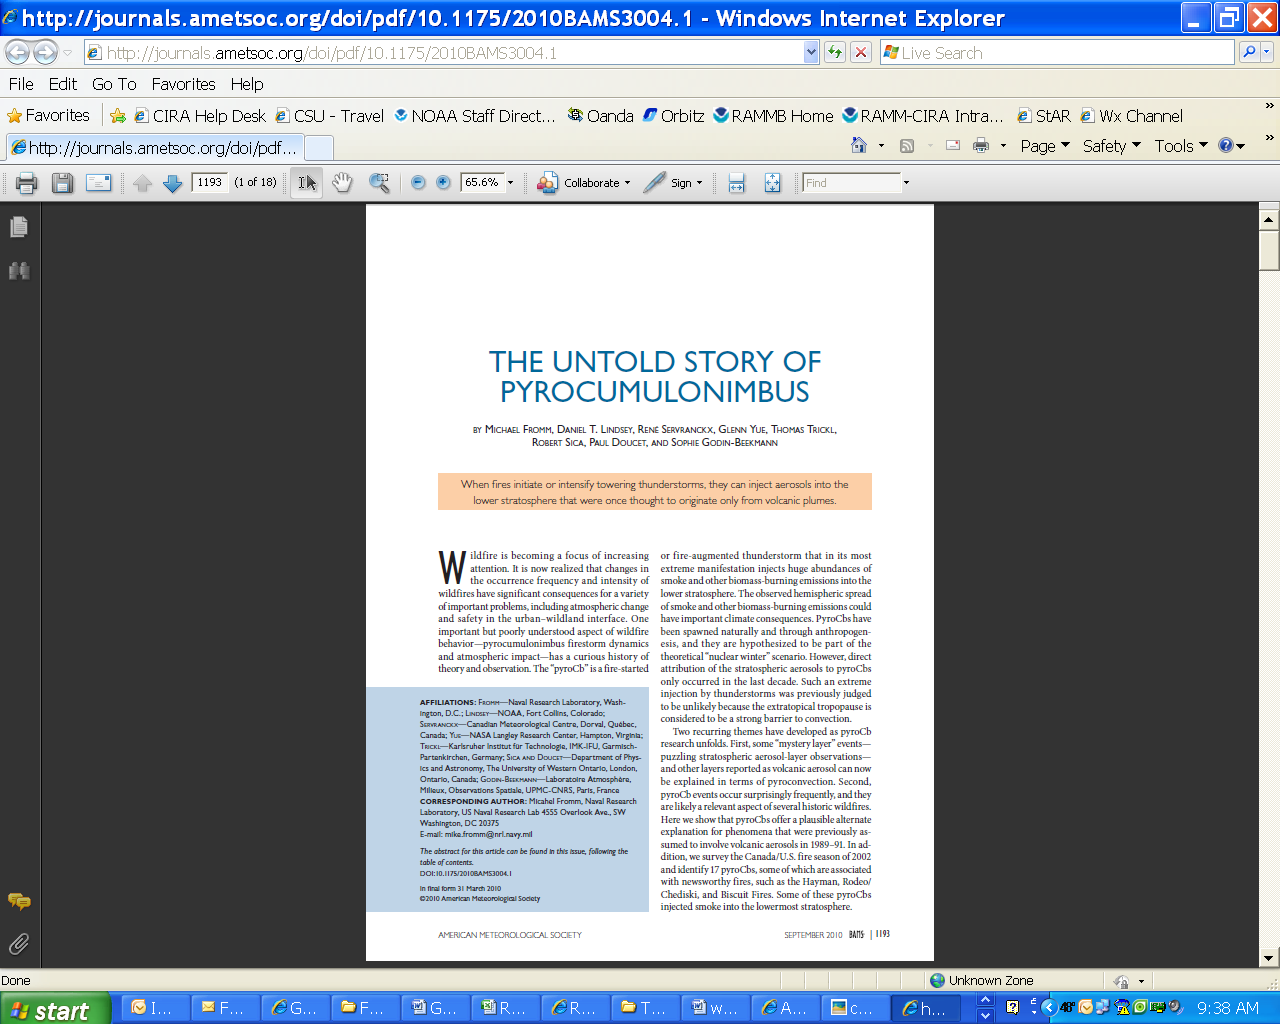 http://journals.ametsoc.org/doi/pdf/10.1175/2010BAMS3004.1 - Windows Internet Explorer
http://journals.ametsoc.org/doi/pdf/10.1175/2010BAMS3004.1
Live Search
File Edit Go To Favorites Help
Favorites CIRA Help Desk CSU - Travel NOAA Staff Direct... Oanda Orbitz RAMMB Home RAMM-CIRA Intra... StAR Wx Channel »
http://journals.ametsoc.org/doi/pdf... Page Safety Tools »
1193 (1 of 18) 65.6% Collaborate Sign Find
THE UNTOLD STORY OF
PYROCUMULONIMBUS
BY MICHAEL FROMM, DANIEL T. LINDSEY, RENÉ SERVRANCKX, GLENN YUE, THOMAS TRICKL,
ROBERT SICA, PAUL DOUCET, AND SOPHIE GODIN-BEEKMANN
When fires initiate or intensify towering thunderstorms, they can inject aerosols into the
lower stratosphere that were once thought to originate only from volcanic plumes.
Wildfire is becoming a focus of increasing
attention. It is now realized that changes in
the occurrence frequency and intensity of
wildfires have significant consequences for a variety
of important problems, including atmospheric change
and safety in the urban–wildland interface. One
important but poorly understood aspect of wildfire
behavior—pyrocumulonimbus firestorm dynamics
and atmospheric impact—has a curious history of
theory and observation. The "pyroCb" is a fire-started
or fire-augmented thunderstorm that in its most
extreme manifestation injects huge abundances of
smoke and other biomass-burning emissions into the
lower stratosphere. The observed hemispheric spread
of smoke and other biomass-burning emissions could
have important climate consequences. PyroCbs have
been spawned naturally and through anthropogen-
esis, and they are hypothesized to be part of the
theoretical "nuclear winter" scenario. However, direct
attribution of the stratospheric aerosols to pyroCbs
only occurred in the last decade. Such an extreme
injection by thunderstorms was previously judged
to be unlikely because the extratropical tropopause is
considered to be a strong barrier to convection.
Two recurring themes have developed as pyroCb
research unfolds. First, some "mystery layer" events—
puzzling stratospheric aerosol-layer observations—
and other layers reported as volcanic aerosol can now
be explained in terms of pyroconvection. Second,
pyroCb events occur surprisingly frequently, and they
are likely a relevant aspect of several historic wildfires.
Here we show that pyroCbs offer a plausible alternate
explanation for phenomena that were previously as-
sumed to involve volcanic aerosols in 1989–91. In ad-
dition, we survey the Canada/U.S. fire season of 2002
and identify 17 pyroCbs, some of which are associated
with newsworthy fires, such as the Hayman, Rodeo/
Chediski, and Biscuit Fires. Some of these pyroCbs
injected smoke into the lowermost stratosphere.
AFFILIATIONS: FROMM—Naval Research Laboratory, Wash-
ington, D.C.; LINDSEY—NOAA, Fort Collins, Colorado;
SERVRANCKX—Canadian Meteorological Centre, Dorval, Québec,
Canada; YUE—NASA Langley Research Center, Hampton, Virginia;
TRICKL—Karlsruher Institut für Technologie, IMK-IFU, Garmisch-
Partenkirchen, Germany; SICA AND DOUCET—Department of Phys-
ics and Astronomy, The University of Western Ontario, London,
Ontario, Canada; GODIN-BEEKMANN—Laboratoire Atmosphère,
Milieux, Observations Spatiale, UPMC-CNRS, Paris, France
CORRESPONDING AUTHOR: Micahel Fromm, Naval Research
Laboratory, US Naval Research Lab 4555 Overlook Ave., SW
Washington, DC 20375
E-mail: mike.fromm@nrl.navy.mil
The abstract for this article can be found in this issue, following the
table of contents.
DOI:10.1175/2010BAMS3004.1
In final form 31 March 2010
©2010 American Meteorological Society
AMERICAN METEOROLOGICAL SOCIETY SEPTEMBER 2010 BAMS | 1193
Done Unknown Zone
start I... F... G... F... G... R... R... T... w... A... c... h... 48° 9:38 AM